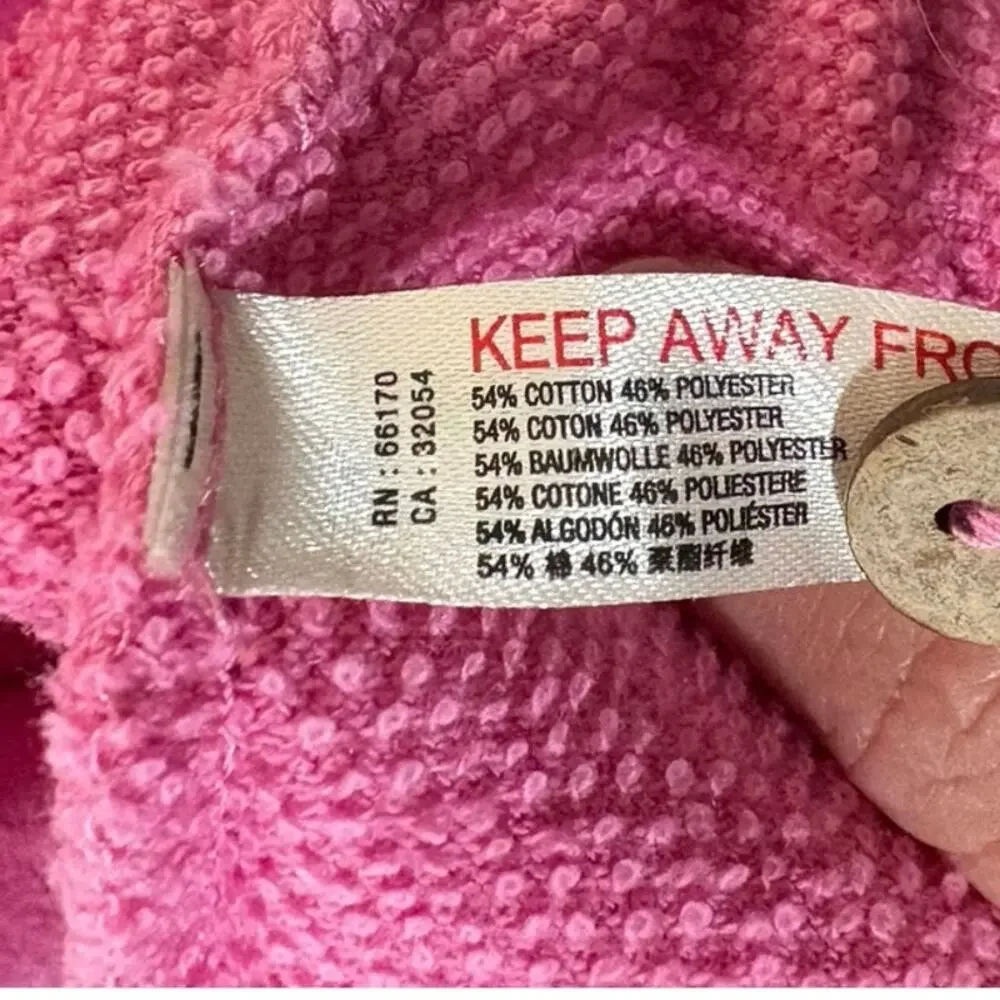 KEEP AWAY FRO
54% COTTON 46% POLYESTER
54% COTON 46% POLYESTER
54% BAUMWOLLE 46% POLYESTER
54% COTONE 46% POLIESTERE
54% ALGODÓN 46% POLIÉSTER
54% 棉 46% 聚酯纤维
RN : 66170
CA : 32054